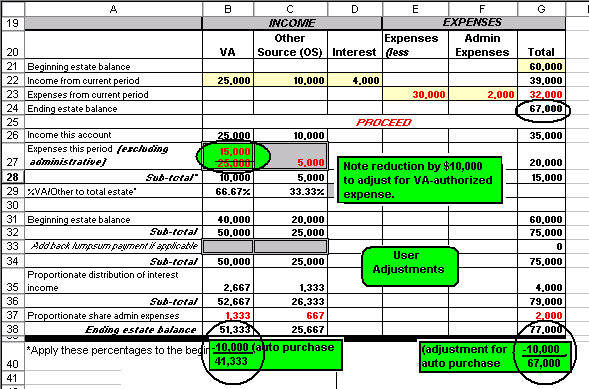 A B C D E F G
19 INCOME EXPENSES
20 VA Other Source (OS) Interest Expenses (less Admin Expenses Total
21 Beginning estate balance 60,000
22 Income from current period 25,000 10,000 4,000 39,000
23 Expenses from current period 30,000 2,000 32,000
24 Ending estate balance 67,000
25 PROCEED
26 Income this account 25,000 10,000 35,000
27 Expenses this period (excluding administrative) 15,000 25,000 5,000 20,000
Note reduction by $10,000
to adjust for VA-authorized
expense.
28 Sub-total* 10,000 5,000 15,000
29 %VA/Other to total estate* 66.67% 33.33%
30
31 Beginning estate balance 40,000 20,000 60,000
32 Sub-total 50,000 25,000 75,000
33 Add back lumpsum payment if applicable 0
34 Sub-total 50,000 25,000 75,000
User
Adjustments
35 Proportionate distribution of interest income 2,667 1,333 4,000
36 Sub-total 52,667 26,333 79,000
37 Proportionate share admin expenses 1,333 667 2,000
38 Ending estate balance 51,333 25,667 77,000
*Apply these percentages to the begin -10,000 (auto purchase (adjustment for -10,000
40 41,333 auto purchase 67,000
41